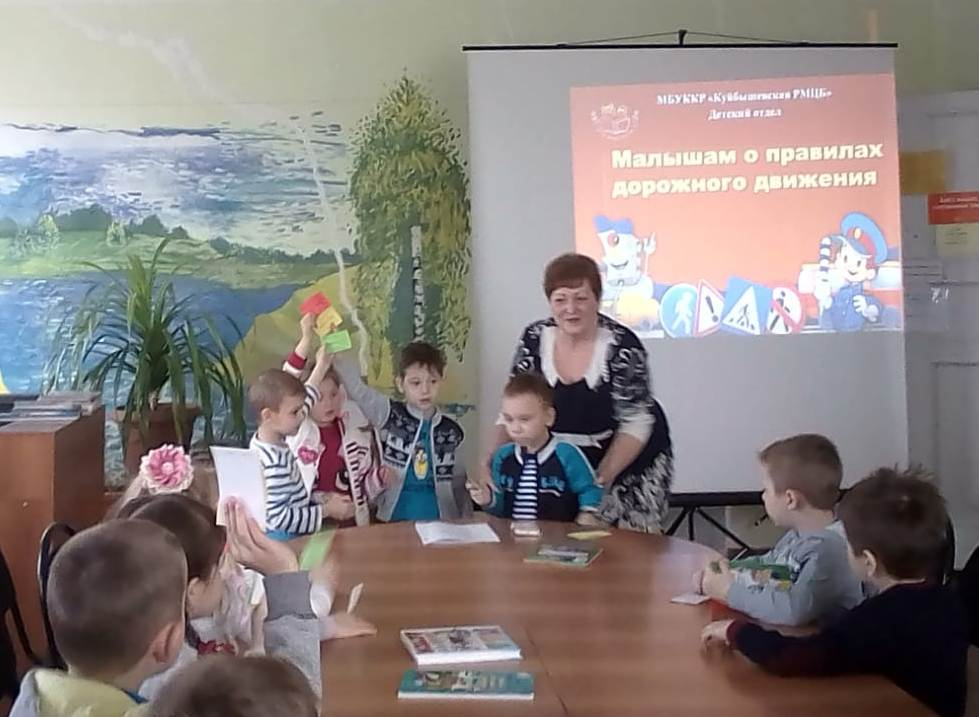 МБУККР «Куйбышевская РМЦБ»
Детский отдел
Малышам о правилах
дорожного движения